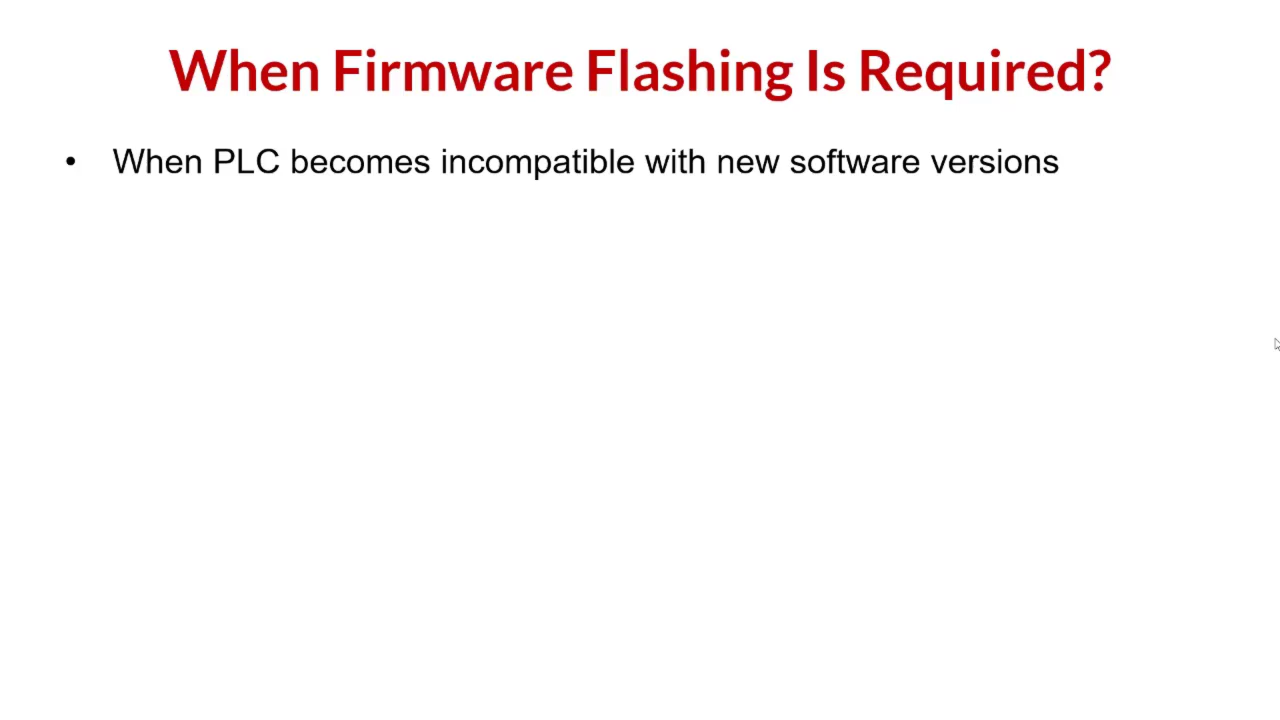 When Firmware Flashing Is Required?
• When PLC becomes incompatible with new software versions